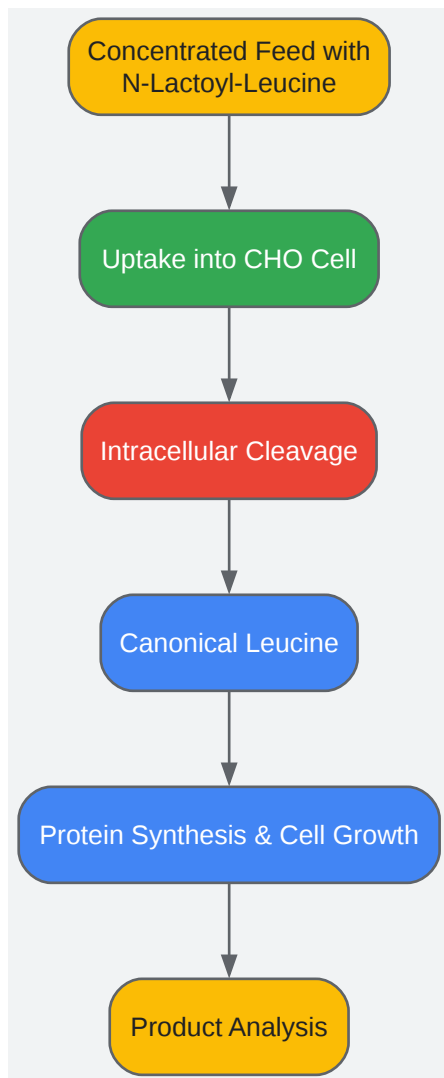 Concentrated Feed with
N-Lactoyl-Leucine
Uptake into CHO Cell
Intracellular Cleavage
Canonical Leucine
Protein Synthesis & Cell Growth
Product Analysis